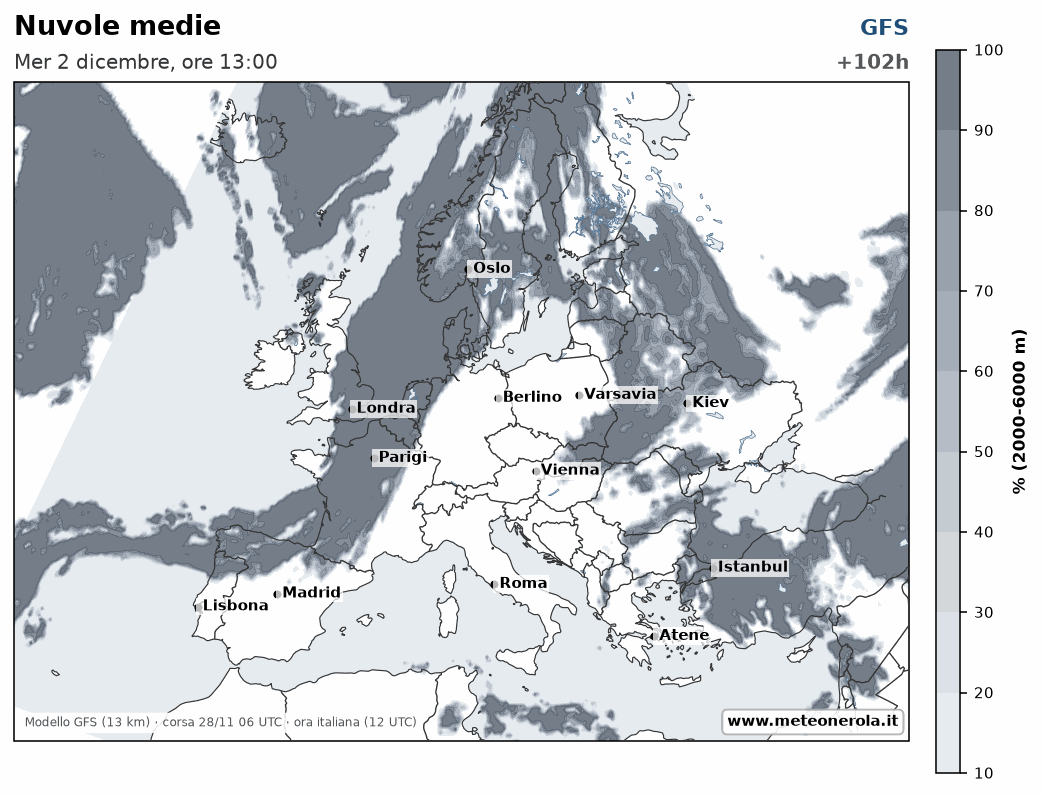 Nuvole medie
GFS
Mer 2 dicembre, ore 13:00
+102h
100
90
80
70
60
50
40
30
20
10
% (2000-6000 m)
Oslo
Londra
Berlino
Varsavia
Kiev
Parigi
Vienna
Istanbul
Roma
Madrid
Lisbona
Atene
Modello GFS (13 km) · corsa 28/11 06 UTC · ora italiana (12 UTC)
www.meteonerola.it